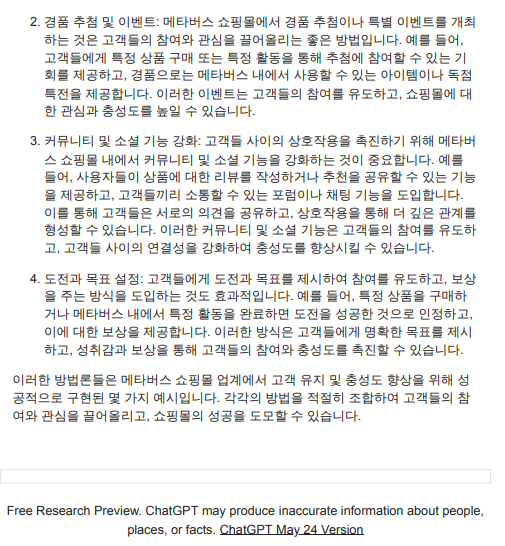 2. 경품 추첨 및 이벤트: 메타버스 쇼핑몰에서 경품 추첨이나 특별 이벤트를 개최
하는 것은 고객들의 참여와 관심을 끌어올리는 좋은 방법입니다. 예를 들어,
고객들에게 특정 상품 구매 또는 특정 활동을 통해 추첨에 참여할 수 있는 기
회를 제공하고, 경품으로는 메타버스 내에서 사용할 수 있는 아이템이나 독점
특전을 제공합니다. 이러한 이벤트는 고객들의 참여를 유도하고, 쇼핑몰에 대
한 관심과 충성도를 높일 수 있습니다.
3. 커뮤니티 및 소셜 기능 강화: 고객들 사이의 상호작용을 촉진하기 위해 메타버
스 쇼핑몰 내에서 커뮤니티 및 소셜 기능을 강화하는 것이 중요합니다. 예를
들어, 사용자들이 상품에 대한 리뷰를 작성하거나 추천을 공유할 수 있는 기능
을 제공하고, 고객들끼리 소통할 수 있는 포럼이나 채팅 기능을 도입합니다.
이를 통해 고객들은 서로의 의견을 공유하고, 상호작용을 통해 더 깊은 관계를
형성할 수 있습니다. 이러한 커뮤니티 및 소셜 기능은 고객들의 참여를 유도하
고, 고객들 사이의 연결성을 강화하여 충성도를 향상시킬 수 있습니다.
4. 도전과 목표 설정: 고객들에게 도전과 목표를 제시하여 참여를 유도하고, 보상
을 주는 방식을 도입하는 것도 효과적입니다. 예를 들어, 특정 상품을 구매하
거나 메타버스 내에서 특정 활동을 완료하면 도전을 성공한 것으로 인정하고,
이에 대한 보상을 제공합니다. 이러한 방식은 고객들에게 명확한 목표를 제시
하고, 성취감과 보상을 통해 고객들의 참여와 충성도를 촉진할 수 있습니다.
이러한 방법론들은 메타버스 쇼핑몰 업계에서 고객 유지 및 충성도 향상을 위해 성
공적으로 구현된 몇 가지 예시입니다. 각각의 방법을 적절히 조합하여 고객들의 참
여와 관심을 끌어올리고, 쇼핑몰의 성공을 도모할 수 있습니다.
Free Research Preview. ChatGPT may produce inaccurate information about people,
places, or facts. ChatGPT May 24 Version